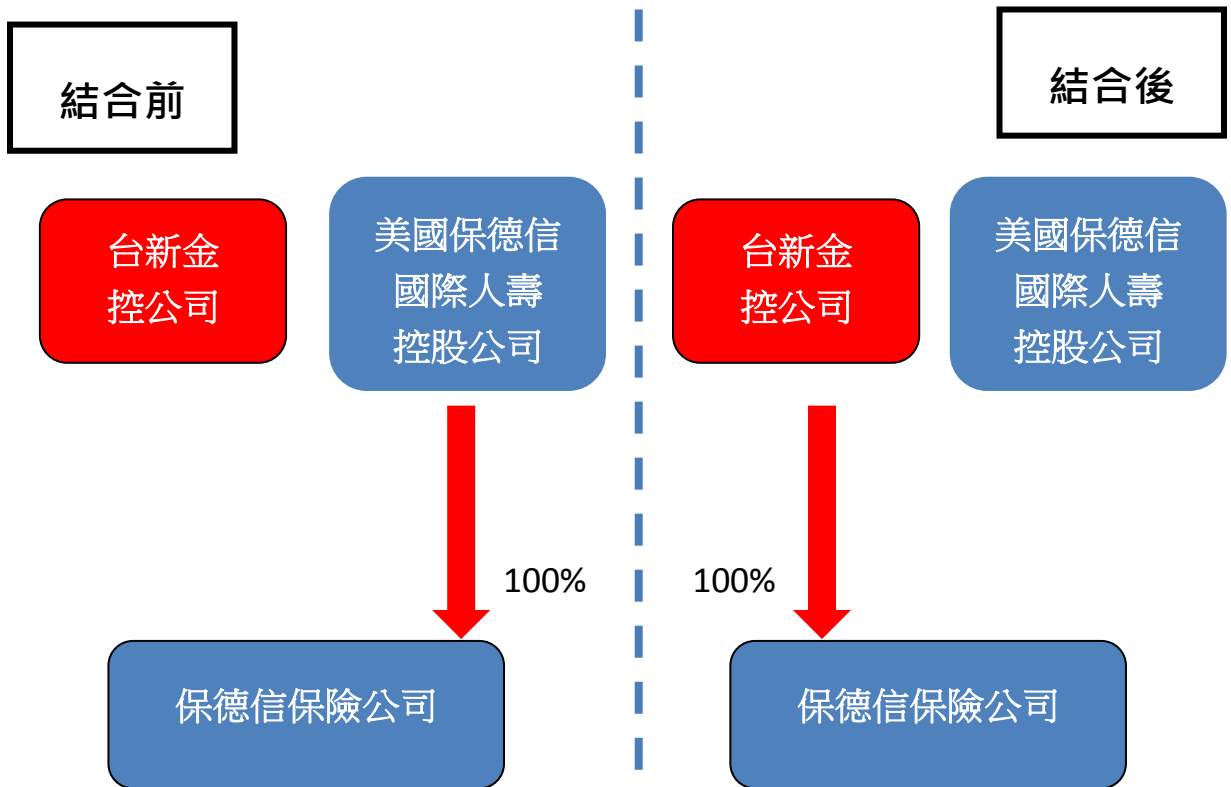 結合前
結合後
台新金
控公司
美國保德信
國際人壽
控股公司
台新金
控公司
美國保德信
國際人壽
控股公司
100%
100%
保德信保險公司
保德信保險公司